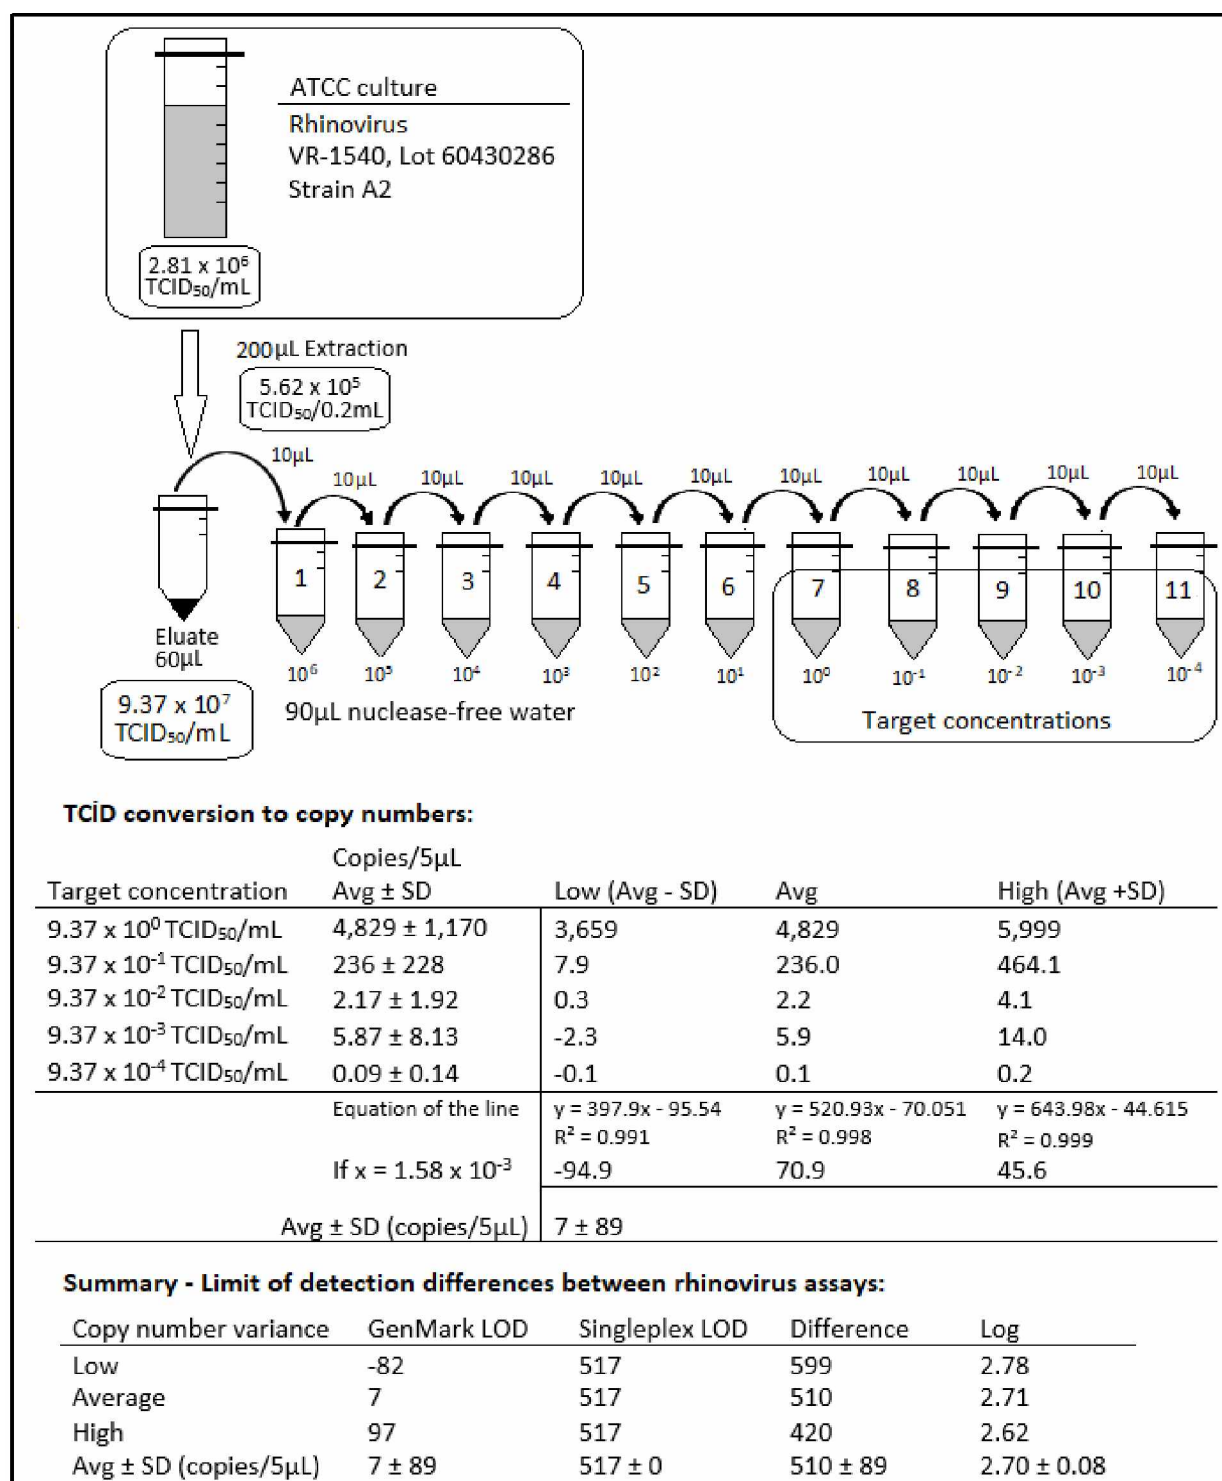 ATCC culture
Rhinovirus
VR-1540, Lot 60430286
Strain A2
2.81 x 10⁶
TCID₅₀/mL
200µL Extraction
5.62 x 10⁵
TCID₅₀/0.2mL
10µL 10µL 10µL 10µL 10µL 10µL 10µL 10µL 10µL 10µL 10µL
1 2 3 4 5 6 7 8 9 10 11
Eluate
60µL
10⁶ 10⁵ 10⁴ 10³ 10² 10¹ 10⁰ 10⁻¹ 10⁻² 10⁻³ 10⁻⁴
9.37 x 10⁷
TCID₅₀/mL
90µL nuclease-free water
Target concentrations
TCID conversion to copy numbers:
Copies/5µL
Target concentration Avg ± SD Low (Avg - SD) Avg High (Avg +SD)
9.37 x 10⁰ TCID₅₀/mL 4,829 ± 1,170 3,659 4,829 5,999
9.37 x 10⁻¹ TCID₅₀/mL 236 ± 228 7.9 236.0 464.1
9.37 x 10⁻² TCID₅₀/mL 2.17 ± 1.92 0.3 2.2 4.1
9.37 x 10⁻³ TCID₅₀/mL 5.87 ± 8.13 -2.3 5.9 14.0
9.37 x 10⁻⁴ TCID₅₀/mL 0.09 ± 0.14 -0.1 0.1 0.2
Equation of the line y = 397.9x - 95.54 y = 520.93x - 70.051 y = 643.98x - 44.615
R² = 0.991 R² = 0.998 R² = 0.999
If x = 1.58 x 10⁻³ -94.9 70.9 45.6
Avg ± SD (copies/5µL) 7 ± 89
Summary - Limit of detection differences between rhinovirus assays:
Copy number variance GenMark LOD Singleplex LOD Difference Log
Low -82 517 599 2.78
Average 7 517 510 2.71
High 97 517 420 2.62
Avg ± SD (copies/5µL) 7 ± 89 517 ± 0 510 ± 89 2.70 ± 0.08